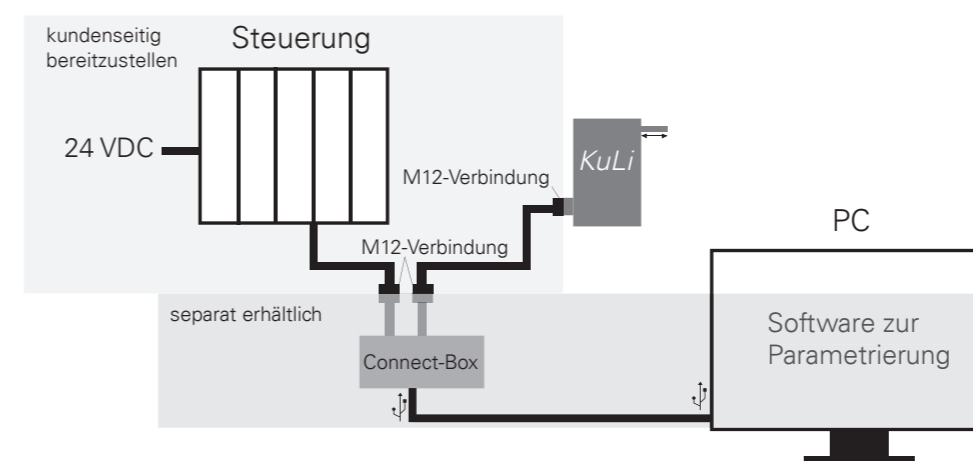 kundenseitig
bereitzustellen
Steuerung
24 VDC
KuLi
M12-Verbindung
PC
M12-Verbindung
separat erhältlich
Software zur
Parametrierung
Connect-Box